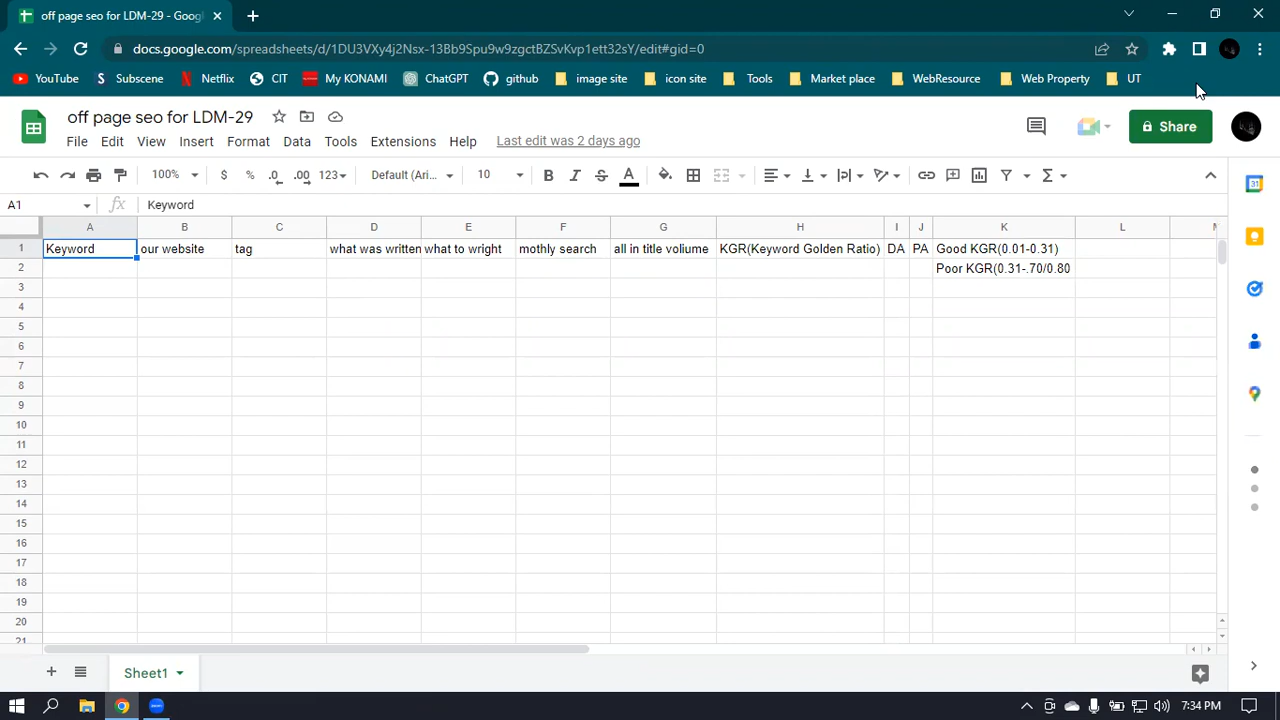 off page seo for LDM-29 - Goog
docs.google.com/spreadsheets/d/1DU3VXy4j2Nsx-13Bb9Spu9w9zgctBZSvKvp1ett32sY/edit#gid=0
YouTube Subscene Netflix CIT My KONAMI ChatGPT github image site icon site Tools Market place WebResource Web Property UT
off page seo for LDM-29
Share
File Edit View Insert Format Data Tools Extensions Help Last edit was 2 days ago
100% $ % .0 .00 123 Default (Ari... 10 B I S A
A1 fx Keyword
A B C D E F G H I J K L M
1 Keyword our website tag what was written what to wright mothly search all in title voliume KGR(Keyword Golden Ratio) DA PA Good KGR(0.01-0.31)
2 Poor KGR(0.31-.70/0.80
3
4
5
6
7
8
9
10
11
12
13
14
15
16
17
18
19
20
21
Sheet1
7:34 PM